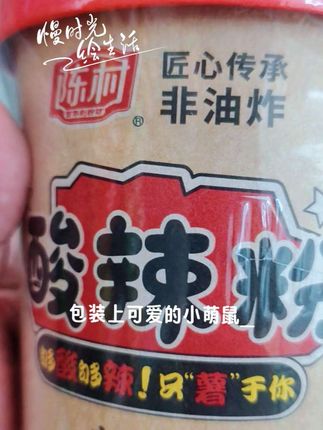 慢时光
绘生活
陈村
®
匠心传承
非油炸
酸辣粉
包装上可爱的小萌鼠_
够酸够辣！只“薯”于你